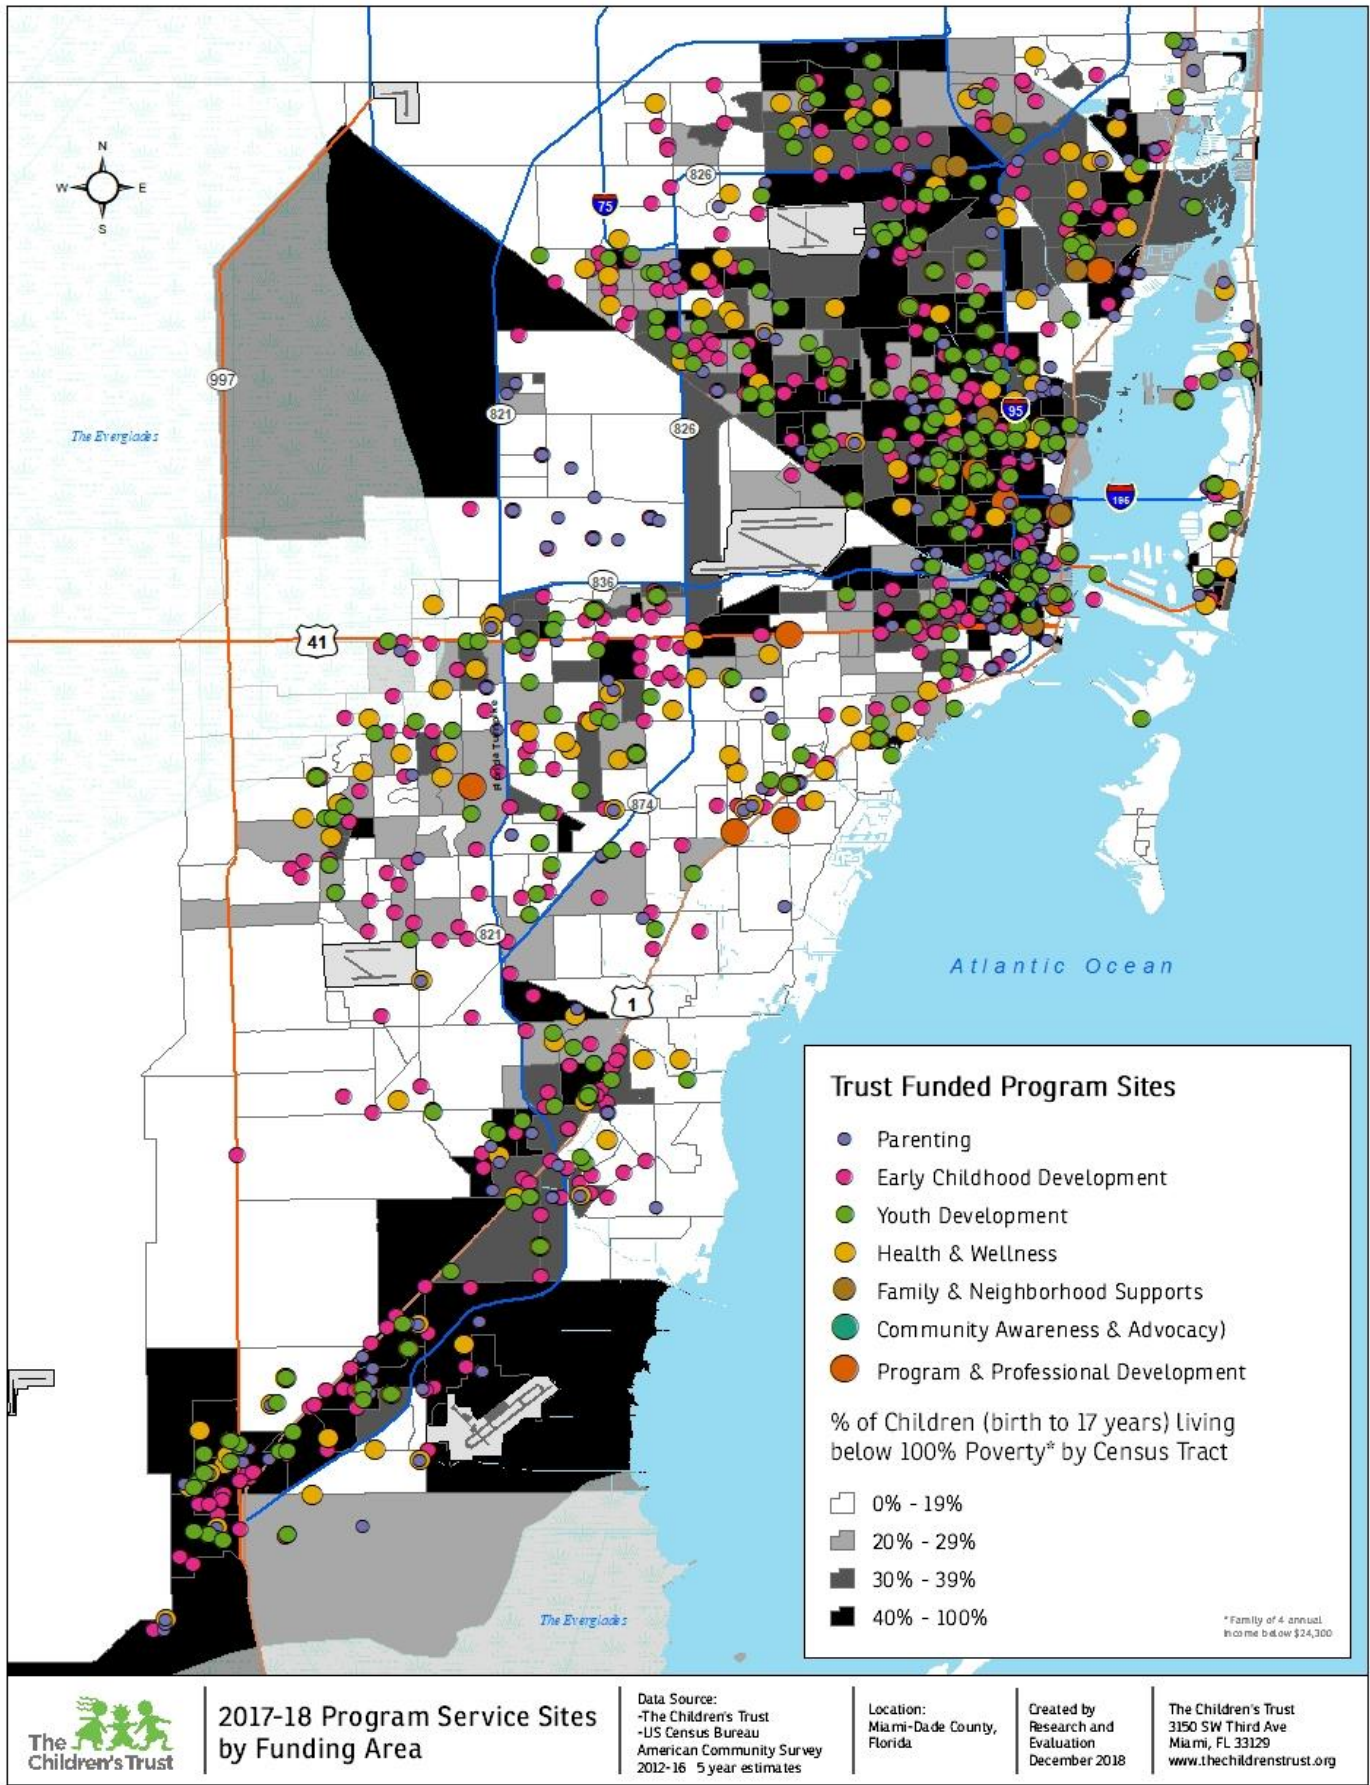 N
W E
S
826
75
997
821
826
The Everglades
95
195
836
41
Florida Turnpike
874
821
1
Atlantic Ocean
The Everglades
Trust Funded Program Sites
Parenting
Early Childhood Development
Youth Development
Health & Wellness
Family & Neighborhood Supports
Community Awareness & Advocacy)
Program & Professional Development
% of Children (birth to 17 years) living
below 100% Poverty* by Census Tract
0% - 19%
20% - 29%
30% - 39%
40% - 100%
*Family of 4 annual
income below $24,300
The
Children's Trust
2017-18 Program Service Sites
by Funding Area
Data Source:
-The Children's Trust
-US Census Bureau
American Community Survey
2012-16 5 year estimates
Location:
Miami-Dade County,
Florida
Created by
Research and
Evaluation
December 2018
The Children's Trust
3150 SW Third Ave
Miami, FL 33129
www.thechildrenstrust.org